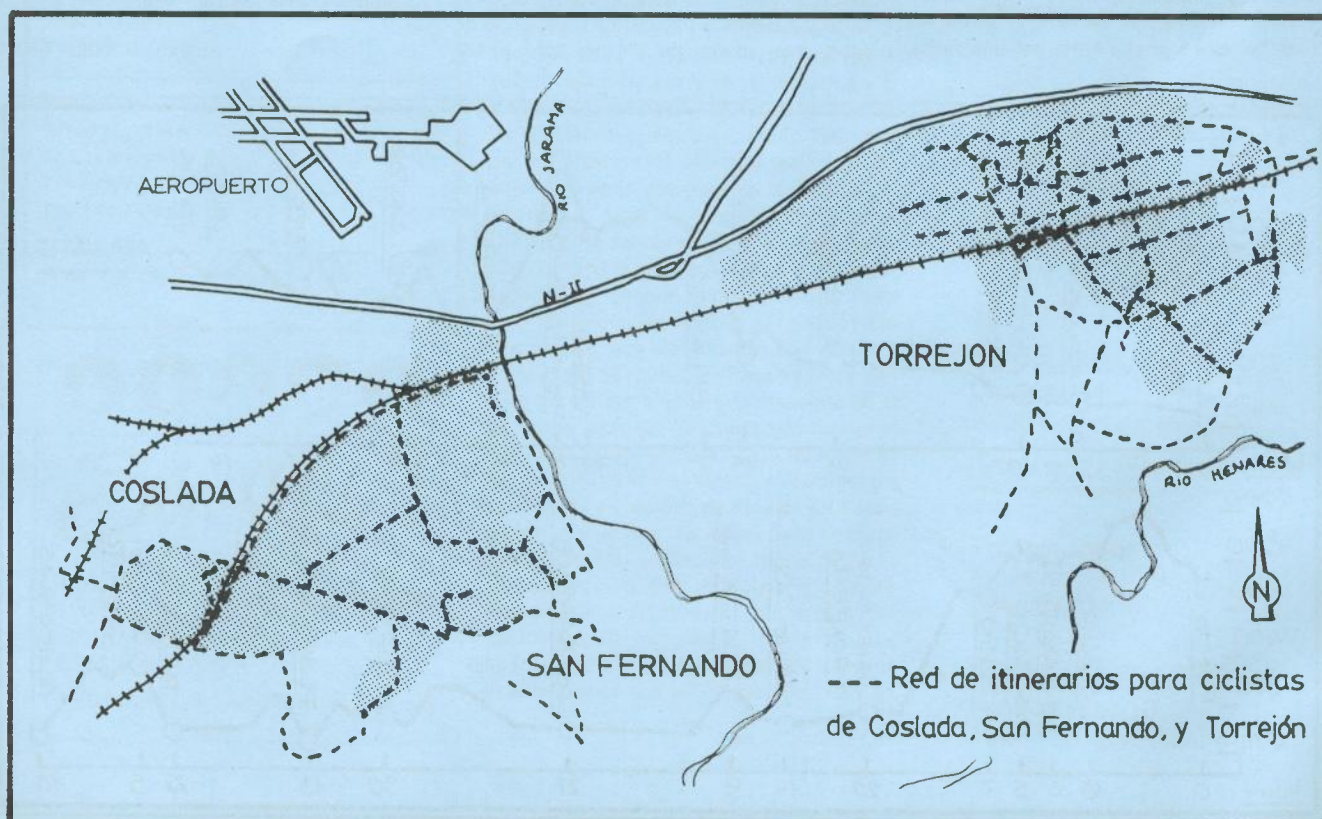 AEROPUERTO
RIO JARAMA
N-II
TORREJON
COSLADA
RIO HENARES
N
SAN FERNANDO
--- Red de itinerarios para ciclistas
de Coslada, San Fernando, y Torrejón